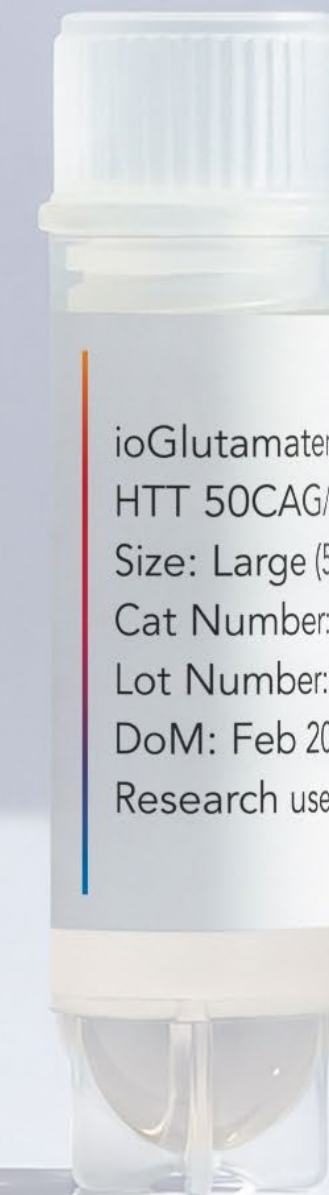 ioGlutamater
HTT 50CAG/
Size: Large (5
Cat Number:
Lot Number:
DoM: Feb 20
Research use